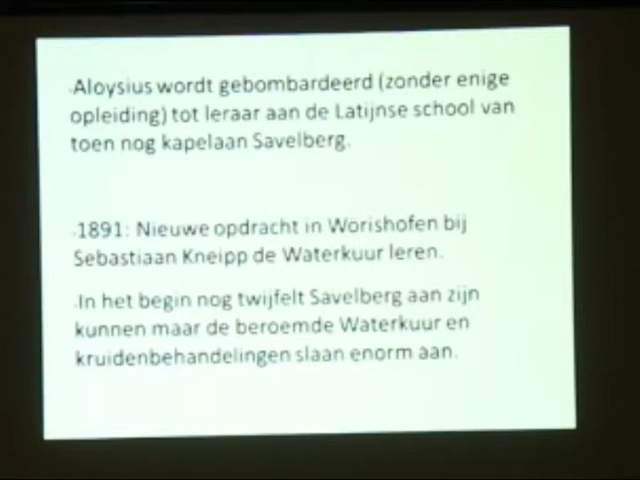 Aloysius wordt gebombardeerd (zonder enige
opleiding) tot leraar aan de Latijnse school van
toen nog kapelaan Savelberg.
1891: Nieuwe opdracht in Wörishofen bij
Sebastiaan Kneipp de Waterkuur leren.
In het begin nog twijfelt Savelberg aan zijn
kunnen maar de beroemde Waterkuur en
kruidenbehandelingen slaan enorm aan.